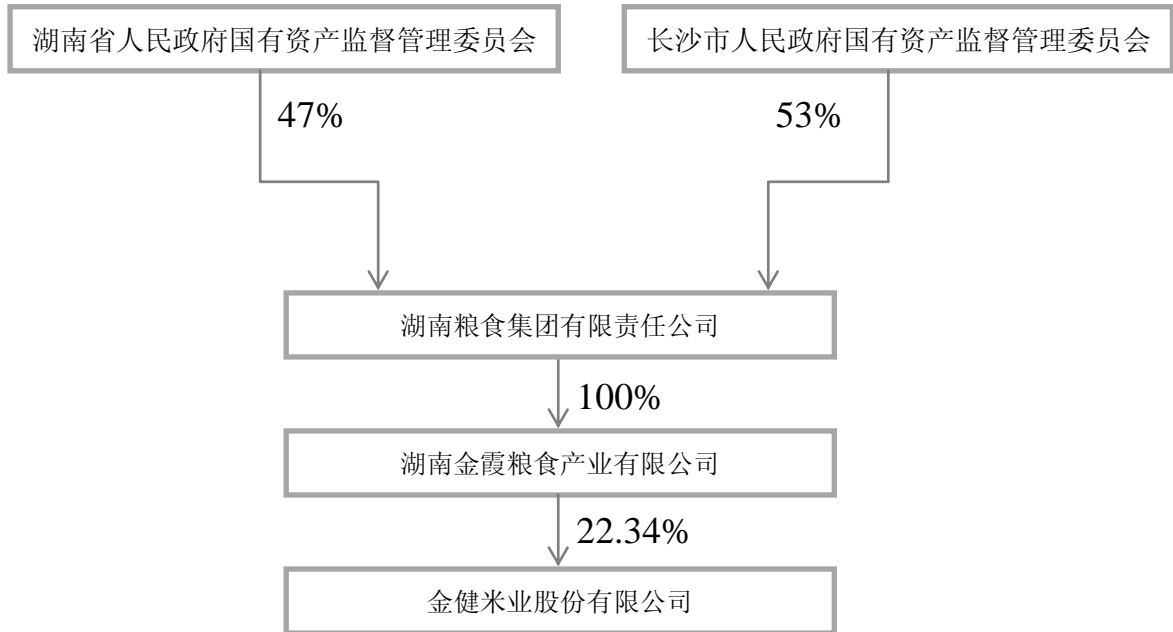 湖南省人民政府国有资产监督管理委员会
长沙市人民政府国有资产监督管理委员会
47%
53%
湖南粮食集团有限责任公司
100%
湖南金霞粮食产业有限公司
22.34%
金健米业股份有限公司